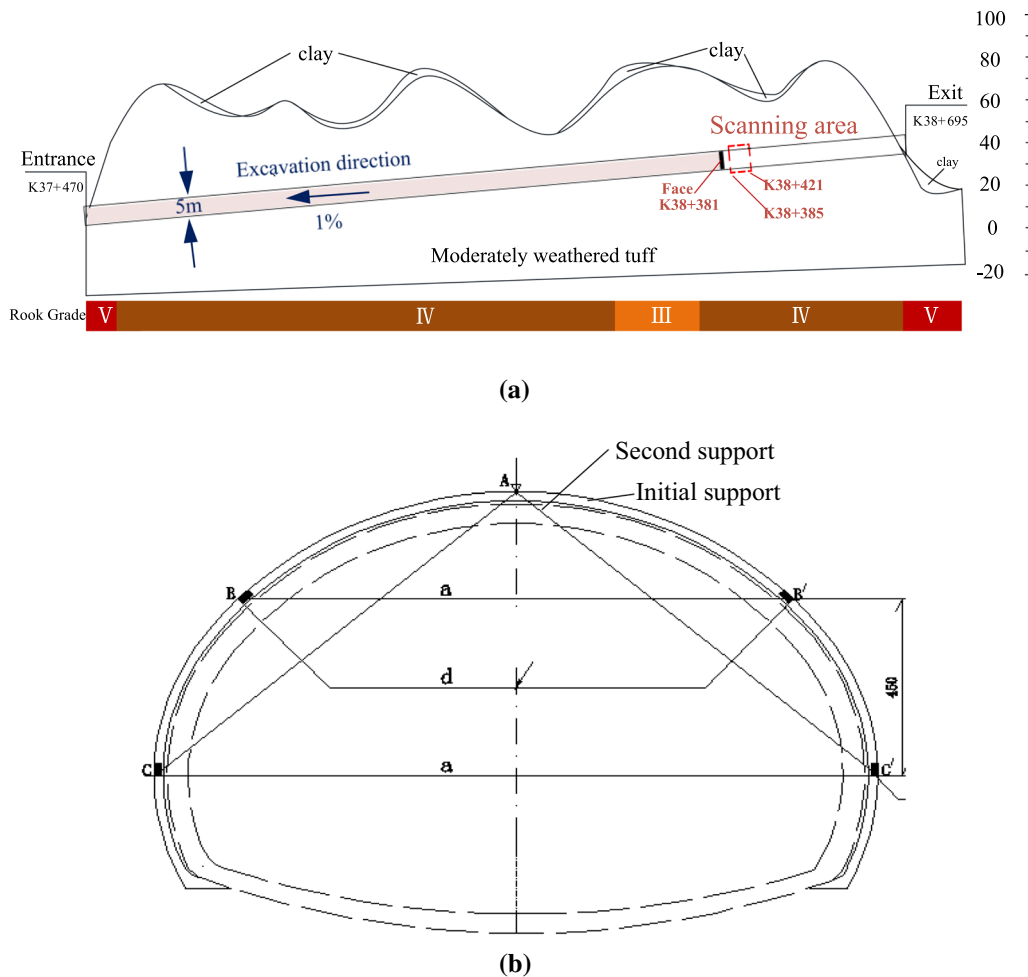 100
clay
clay
80
Exit
K38+695
60
Scanning area
Entrance
K37+470
Excavation direction
40
clay
Face
K38+381
K38+421
K38+385
5m
1%
20
0
Moderately weathered tuff
-20
Rook Grade
V
IV
III
IV
V
(a)
Second support
Initial support
A
B
a
B'
d
450
C
a
C'
(b)